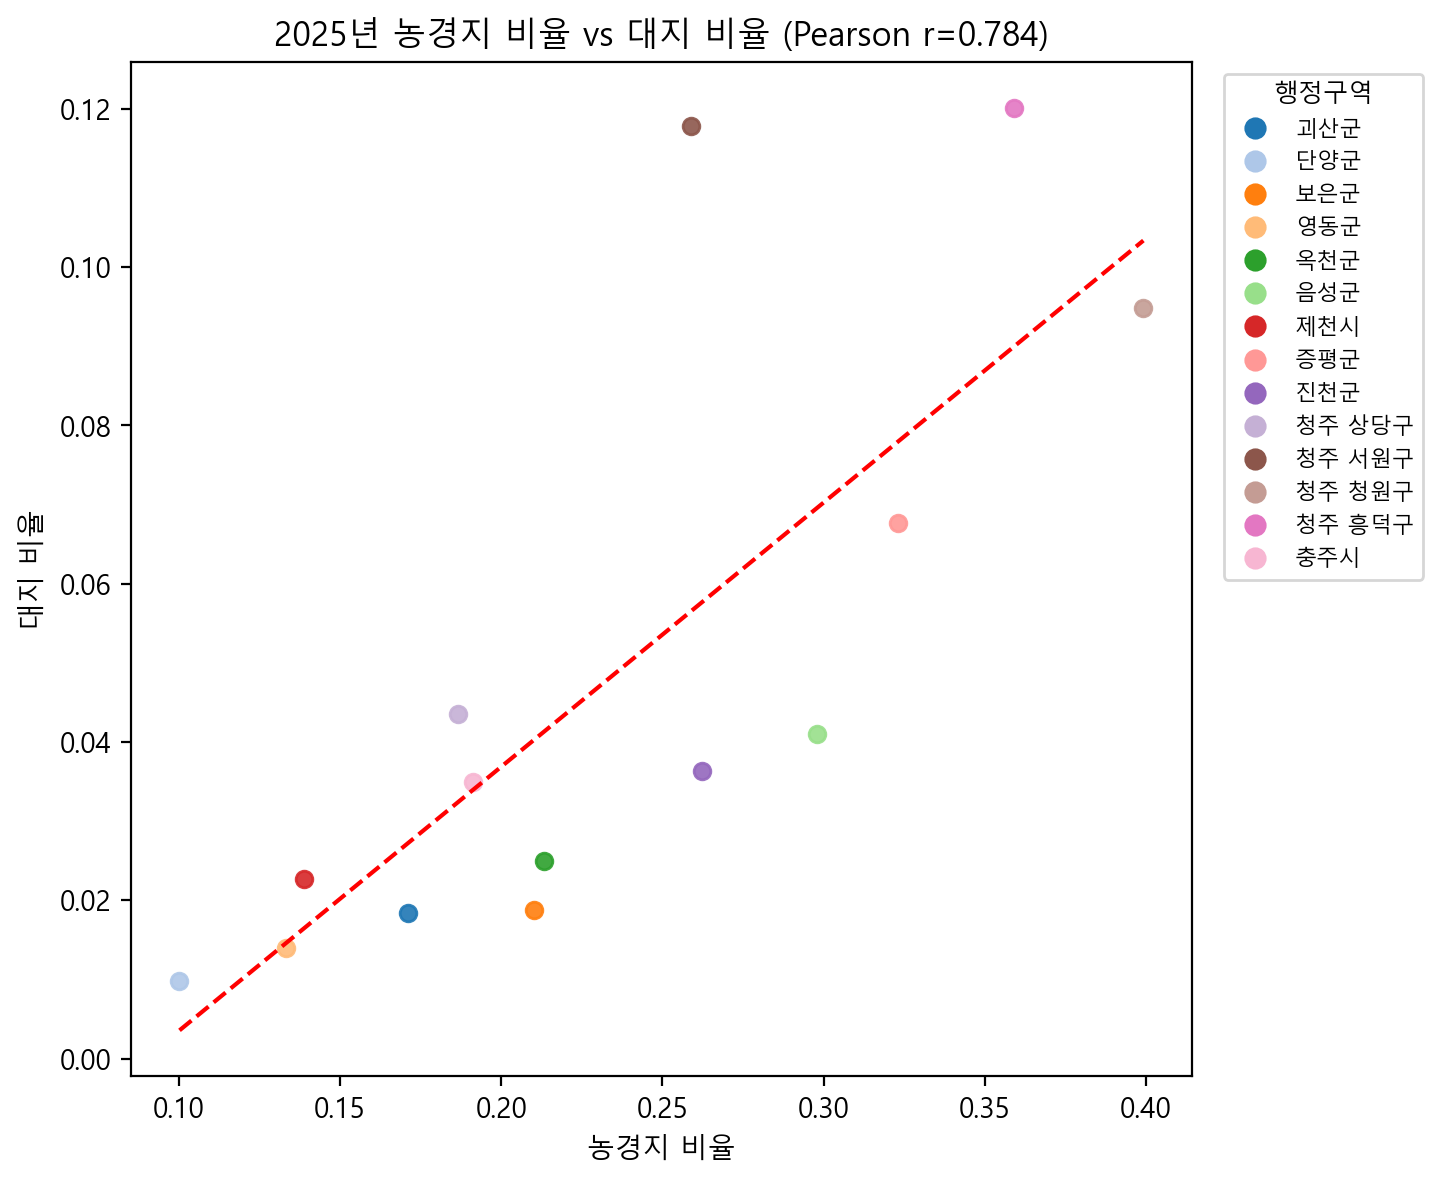 2025년 농경지 비율 vs 대지 비율 (Pearson r=0.784)
0.12
0.10
0.08
0.06
0.04
0.02
0.00
대지 비율
0.10 0.15 0.20 0.25 0.30 0.35 0.40
농경지 비율
행정구역
괴산군
단양군
보은군
영동군
옥천군
음성군
제천시
증평군
진천군
청주 상당구
청주 서원구
청주 청원구
청주 흥덕구
충주시